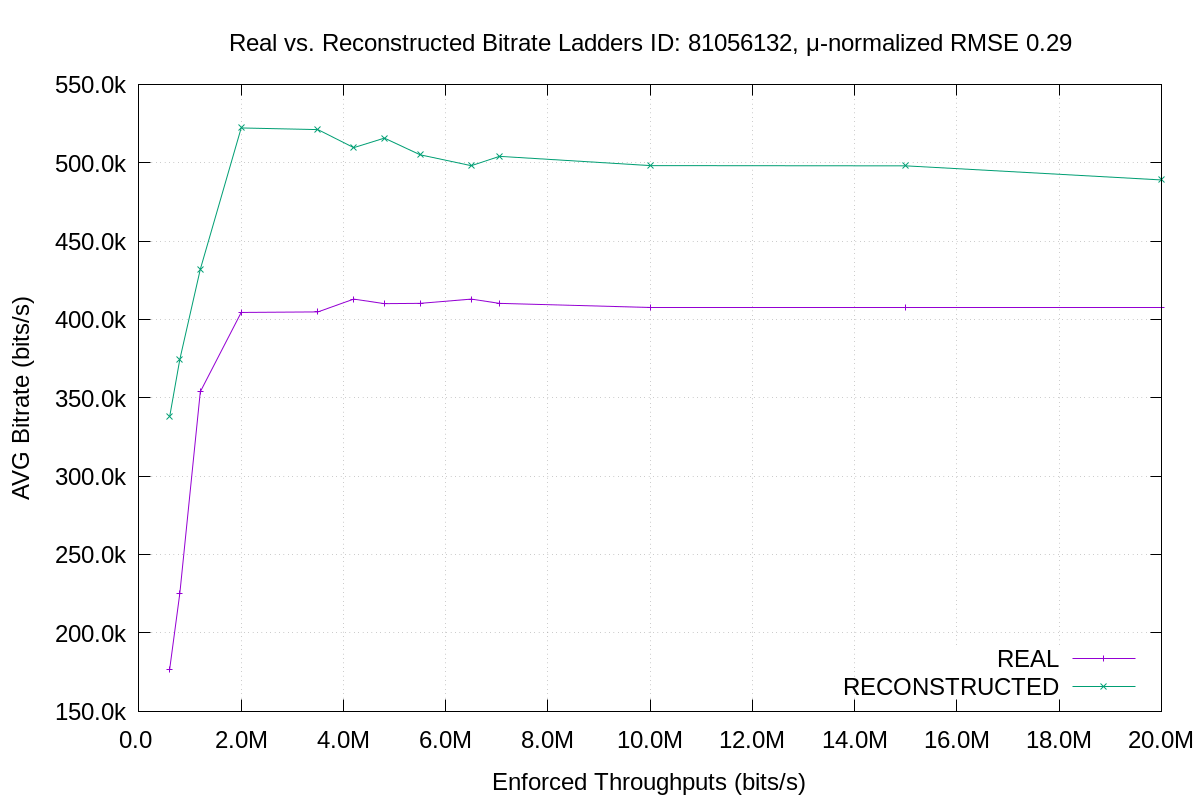 Real vs. Reconstructed Bitrate Ladders ID: 81056132, μ-normalized RMSE 0.29
550.0k
500.0k
450.0k
400.0k
350.0k
300.0k
250.0k
200.0k
150.0k
AVG Bitrate (bits/s)
REAL
RECONSTRUCTED
0.0 2.0M 4.0M 6.0M 8.0M 10.0M 12.0M 14.0M 16.0M 18.0M 20.0M
Enforced Throughputs (bits/s)